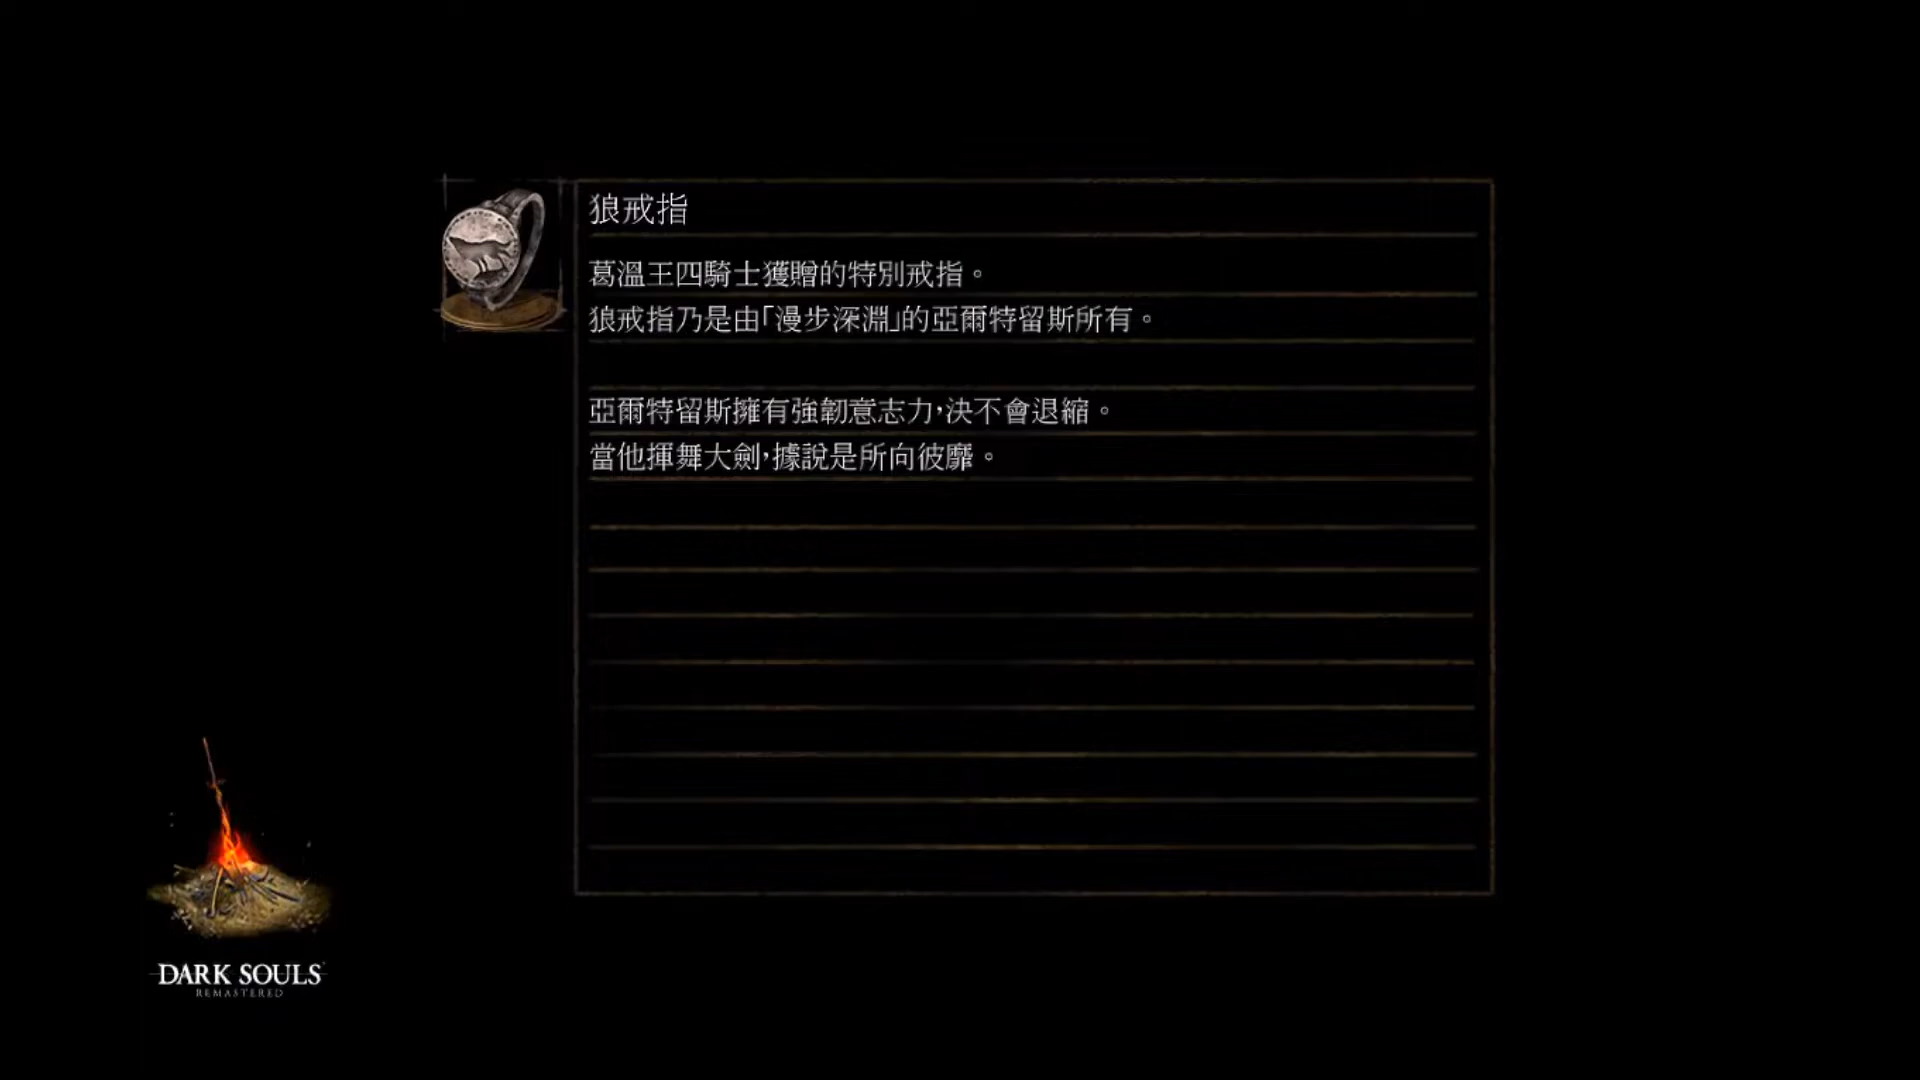 狼戒指
葛溫王四騎士獲贈的特別戒指。
狼戒指乃是由「漫步深淵」的亞爾特留斯所有。
亞爾特留斯擁有強韌意志力，決不會退縮。
當他揮舞大劍，據說是所向彼靡。
DARK SOULS
REMASTERED